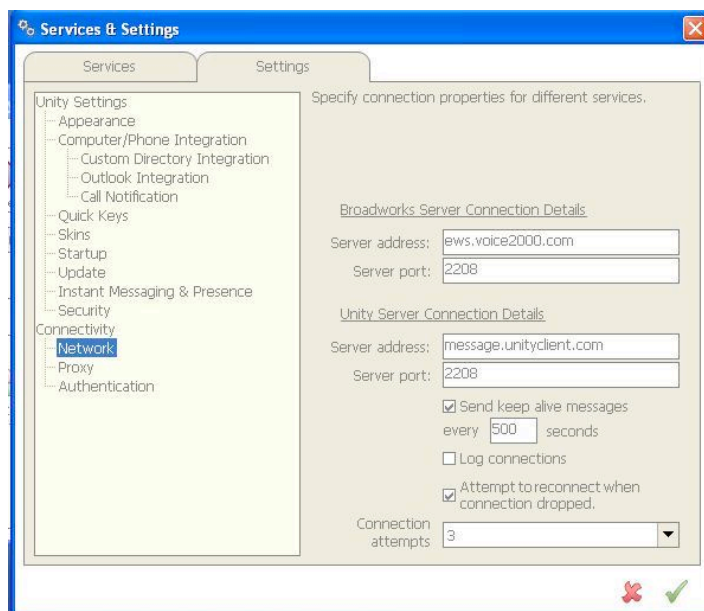 Services & Settings
Services
Settings
Unity Settings
Appearance
Computer/Phone Integration
Custom Directory Integration
Outlook Integration
Call Notification
Quick Keys
Skins
Startup
Update
Instant Messaging & Presence
Security
Connectivity
Network
Proxy
Authentication
Specify connection properties for different services.
Broadworks Server Connection Details
Server address: ews.voice2000.com
Server port: 2208
Unity Server Connection Details
Server address: message.unityclient.com
Server port: 2208
Send keep alive messages
every 500 seconds
Log connections
Attempt to reconnect when
connection dropped.
Connection
attempts 3